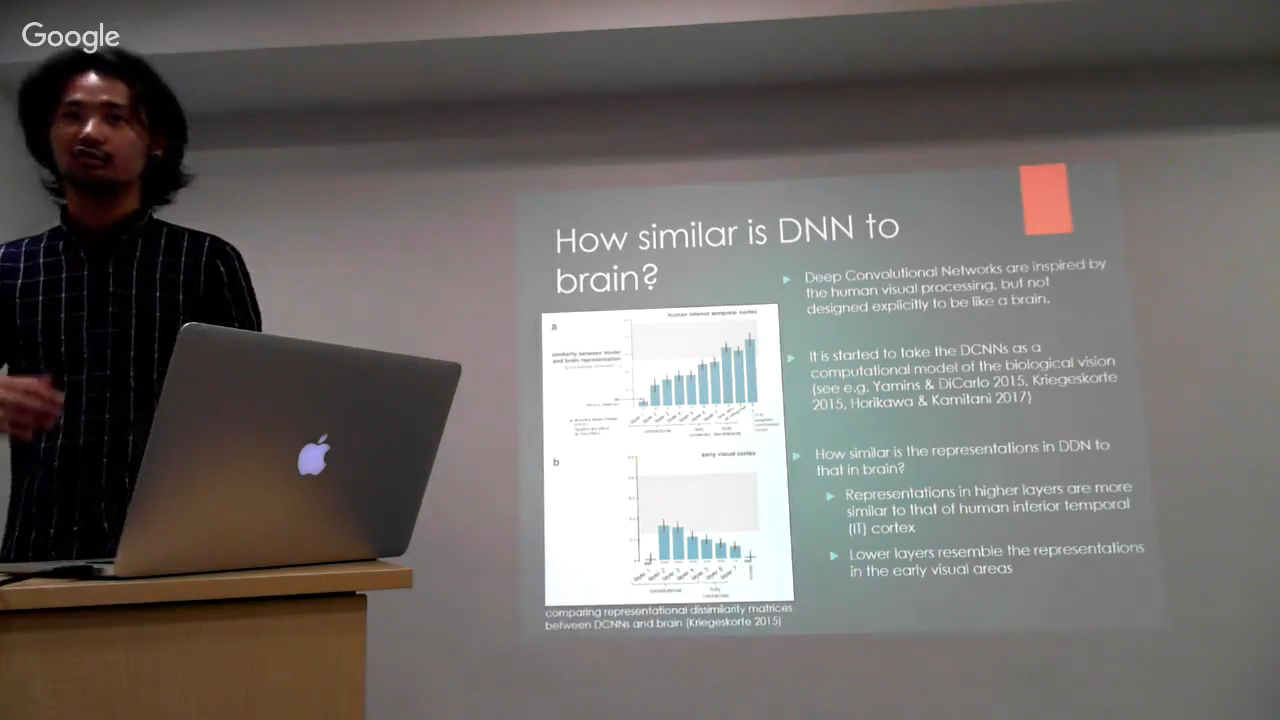 Google
How similar is DNN to
brain?
Deep Convolutional Networks are inspired by
the human visual processing, but not
designed explicitly to be like a brain.
It is started to take the DCNNs as a
computational model of the biological vision
(see e.g. Yamins & DiCarlo 2015, Kriegeskorte
2015, Horikawa & Kamitani 2017)
How similar is the representations in DDN to
that in brain?
Representations in higher layers are more
similar to that of human inferior temporal
(IT) cortex
Lower layers resemble the representations
in the early visual areas
a
human inferior temporal cortex
similarity between model
and brain representation
convolutional
fully
connected
b
early visual cortex
convolutional
fully
connected
comparing representational dissimilarity matrices
between DCNNs and brain (Kriegeskorte 2015)